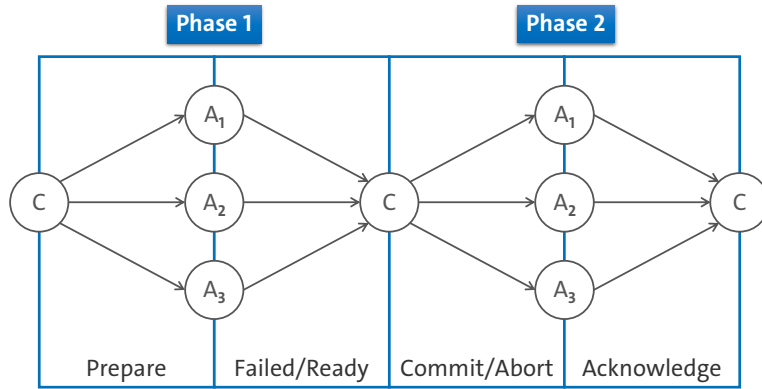 Phase 1 Phase 2
A1 A1
C A2 C A2 C
A3 A3
Prepare Failed/Ready Commit/Abort Acknowledge